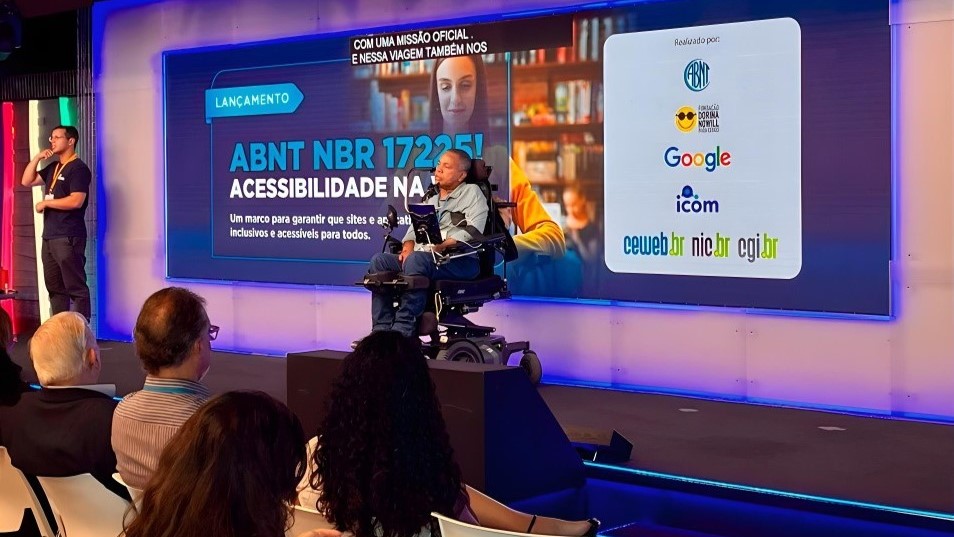 COM UMA MISSÃO OFICIAL .
E NESSA VIAGEM TAMBÉM NOS
LANÇAMENTO
ABNT NBR 17225!
ACESSIBILIDADE NA
Um marco para garantir que sites e
inclusivos e acessíveis para todos.
Realizado por:
ABNT
FUNDAÇÃO
DORINA
NOWILL
PARA CEGOS
Google
icom
ceweb.br nic.br cgi.br